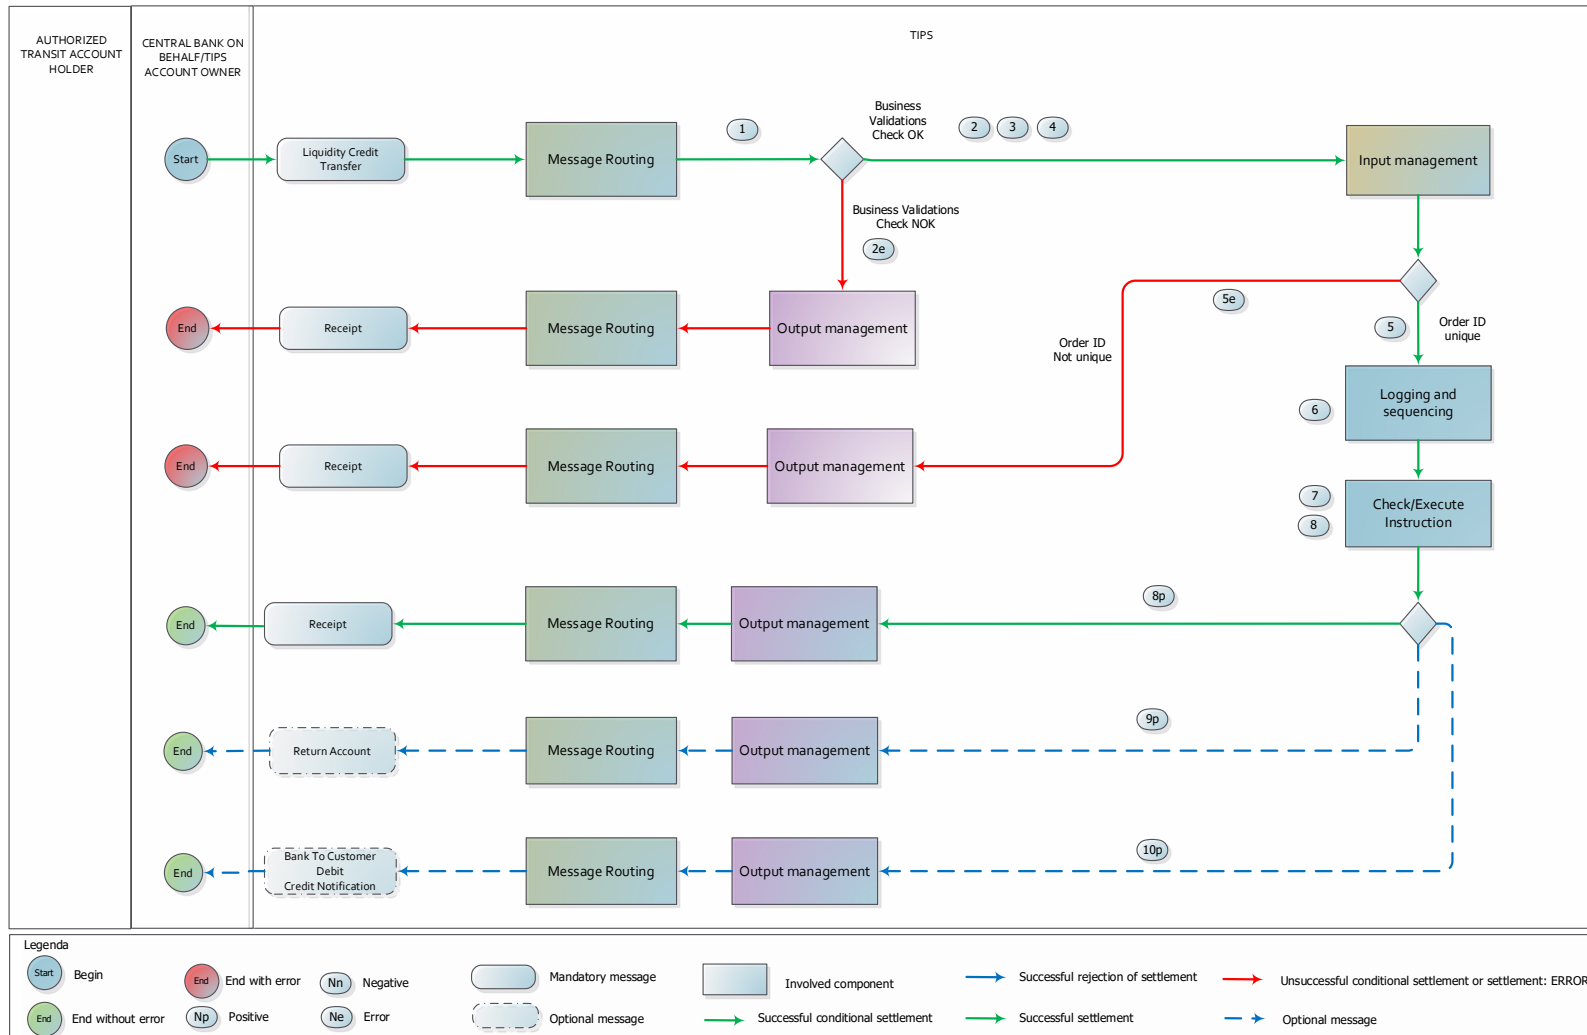 AUTHORIZED
TRANSIT ACCOUNT
HOLDER
CENTRAL BANK ON
BEHALF/TIPS
ACCOUNT OWNER
TIPS
Start
Liquidity Credit
Transfer
Message Routing
1
Business
Validations
Check OK
2
3
4
Input management
Business Validations
Check NOK
2e
End
Receipt
Message Routing
Output management
5e
5
Order ID
unique
Order ID
Not unique
Logging and
sequencing
6
End
Receipt
Message Routing
Output management
7
8
Check/Execute
Instruction
End
Receipt
Message Routing
Output management
8p
End
Return Account
Message Routing
Output management
9p
End
Bank To Customer
Debit
Credit Notification
Message Routing
Output management
10p
Legenda
Start
Begin
End
End with error
Nn
Negative
Mandatory message
Involved component
Successful rejection of settlement
Unsuccessful conditional settlement or settlement: ERROR
End
End without error
Np
Positive
Ne
Error
Optional message
Successful conditional settlement
Successful settlement
Optional message